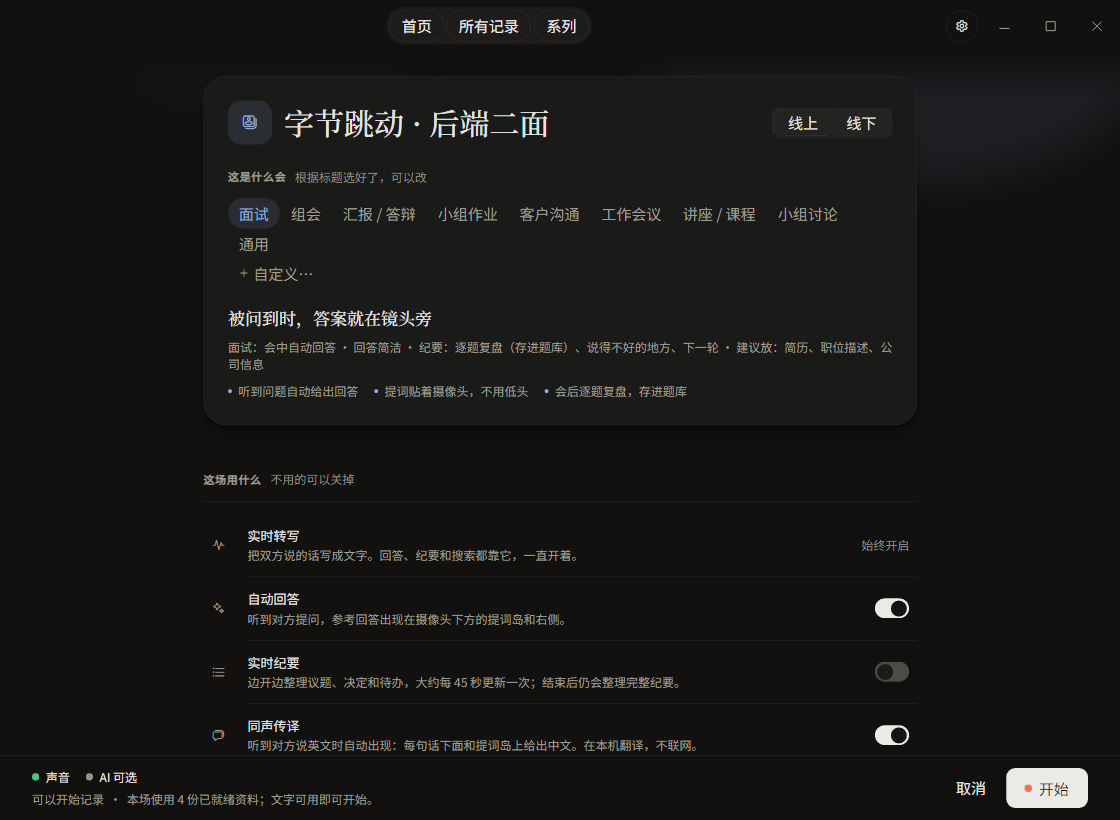 首页 所有记录 系列
字节跳动 · 后端二面
线上 线下
这是什么会 根据标题选好了，可以改
面试 组会 汇报 / 答辩 小组作业 客户沟通 工作会议 讲座 / 课程 小组讨论
通用
+ 自定义…
被问到时，答案就在镜头旁
面试：会中自动回答 · 回答简洁 · 纪要：逐题复盘（存进题库）、说得不好的地方、下一轮 · 建议放：简历、职位描述、公
司信息
• 听到问题自动给出回答 • 提词贴着摄像头，不用低头 • 会后逐题复盘，存进题库
这场用什么 不用的可以关掉
实时转写
把双方说的话写成文字。回答、纪要和搜索都靠它，一直开着。
始终开启
自动回答
听到对方提问，参考回答出现在摄像头下方的提词岛和右侧。
实时纪要
边开边整理议题、决定和待办，大约每 45 秒更新一次；结束后仍会整理完整纪要。
同声传译
听到对方说英文时自动出现：每句话下面和提词岛上给出中文。在本机翻译，不联网。
声音 AI 可选
可以开始记录 · 本场使用 4 份已就绪资料；文字可用即可开始。
取消 开始